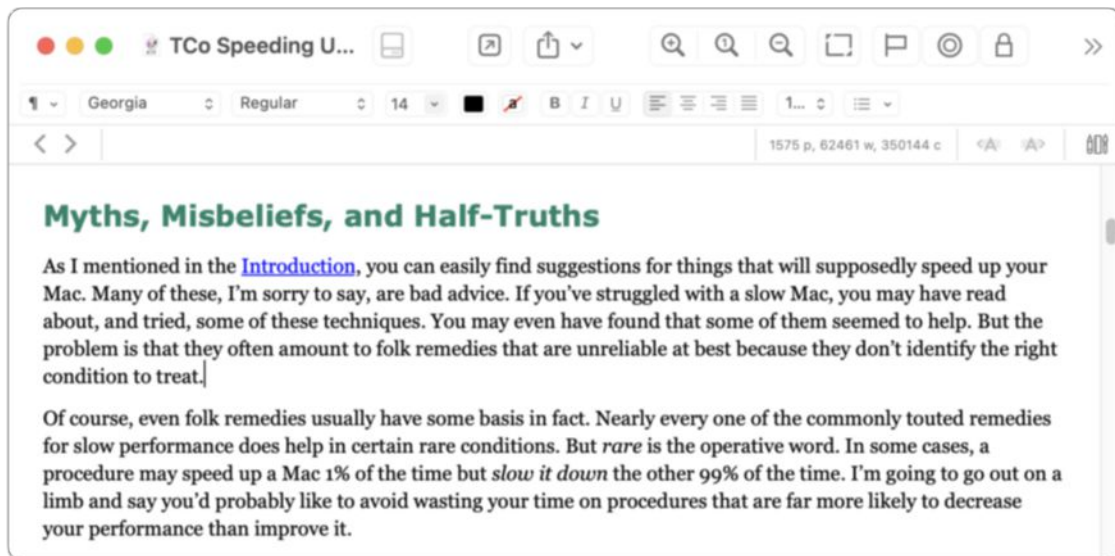 TCo Speeding U...
¶ Georgia Regular 14 a B I U 1...
1575 p, 62461 w, 350144 c <A A>
Myths, Misbeliefs, and Half-Truths
As I mentioned in the Introduction, you can easily find suggestions for things that will supposedly speed up your
Mac. Many of these, I’m sorry to say, are bad advice. If you’ve struggled with a slow Mac, you may have read
about, and tried, some of these techniques. You may even have found that some of them seemed to help. But the
problem is that they often amount to folk remedies that are unreliable at best because they don’t identify the right
condition to treat.
Of course, even folk remedies usually have some basis in fact. Nearly every one of the commonly touted remedies
for slow performance does help in certain rare conditions. But rare is the operative word. In some cases, a
procedure may speed up a Mac 1% of the time but slow it down the other 99% of the time. I’m going to go out on a
limb and say you’d probably like to avoid wasting your time on procedures that are far more likely to decrease
your performance than improve it.